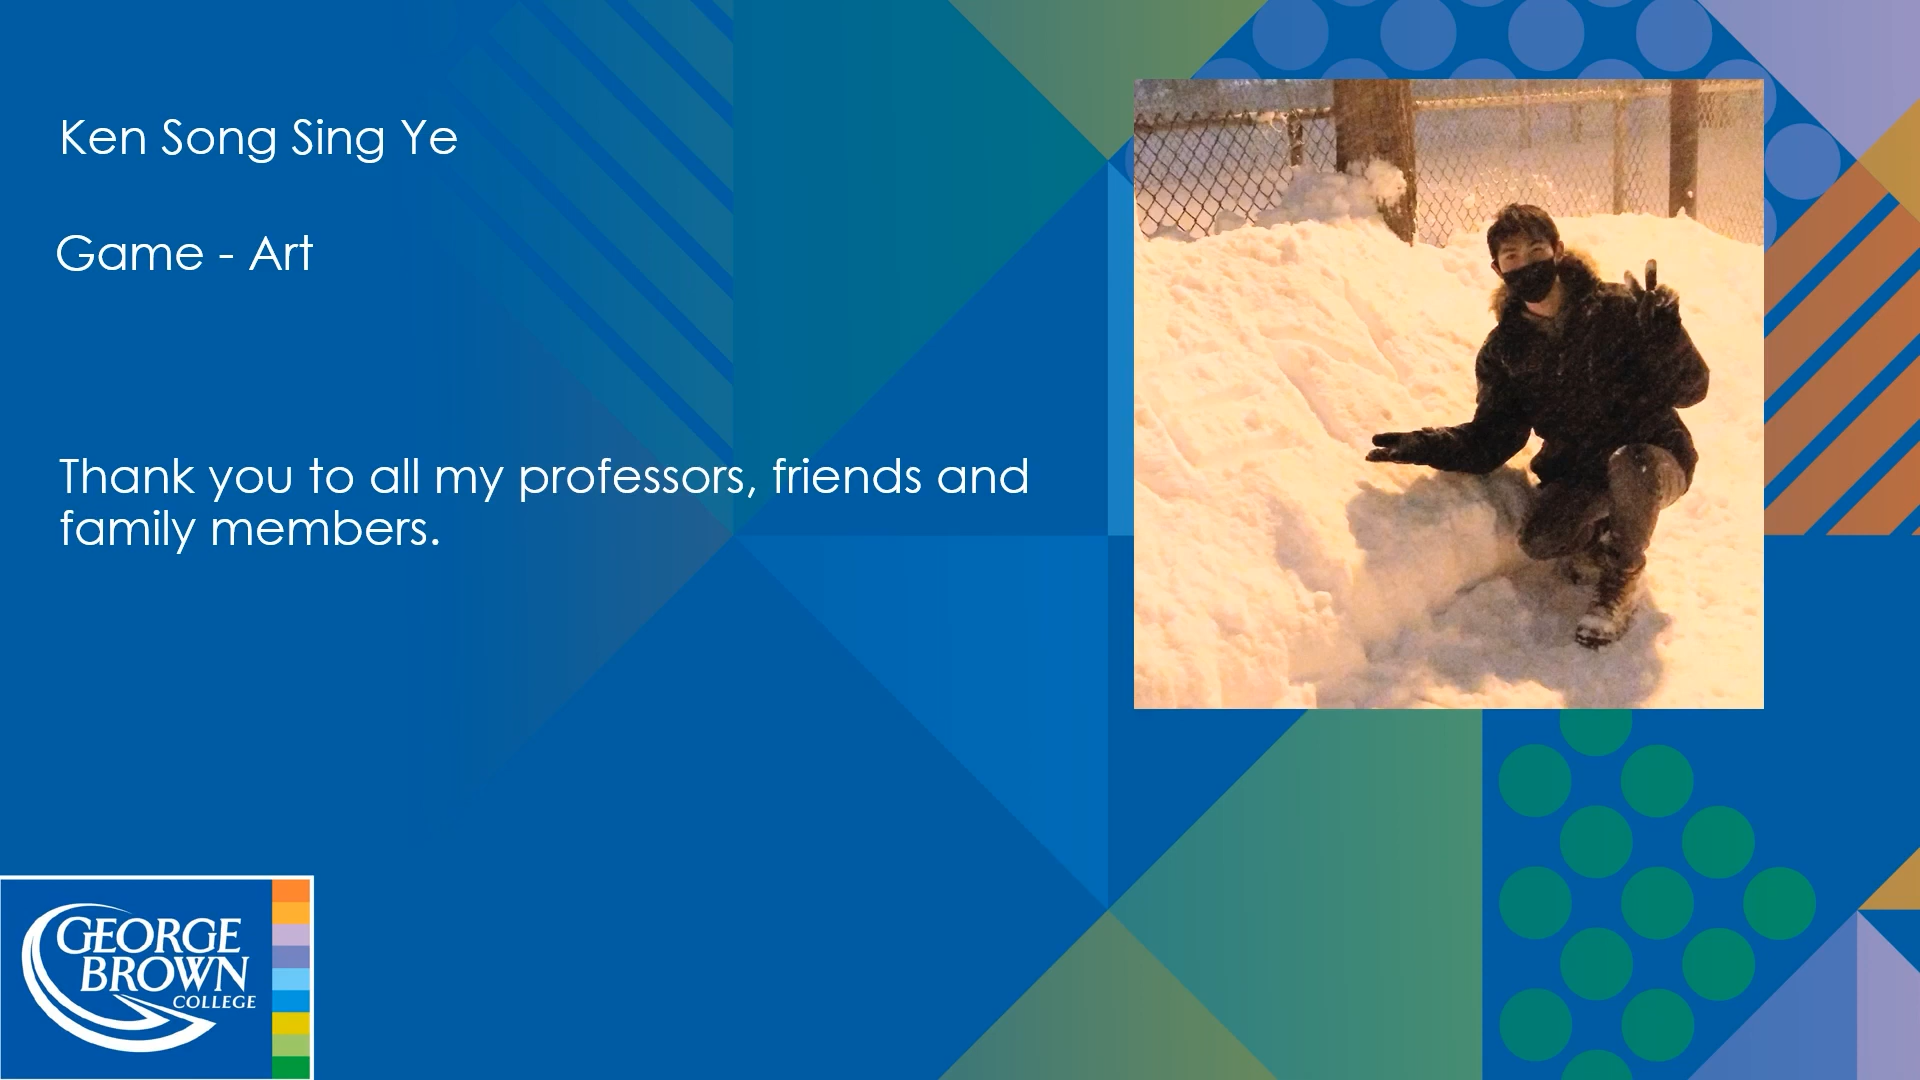 Ken Song Sing Ye
Game - Art
Thank you to all my professors, friends and
family members.
GEORGE
BROWN
COLLEGE